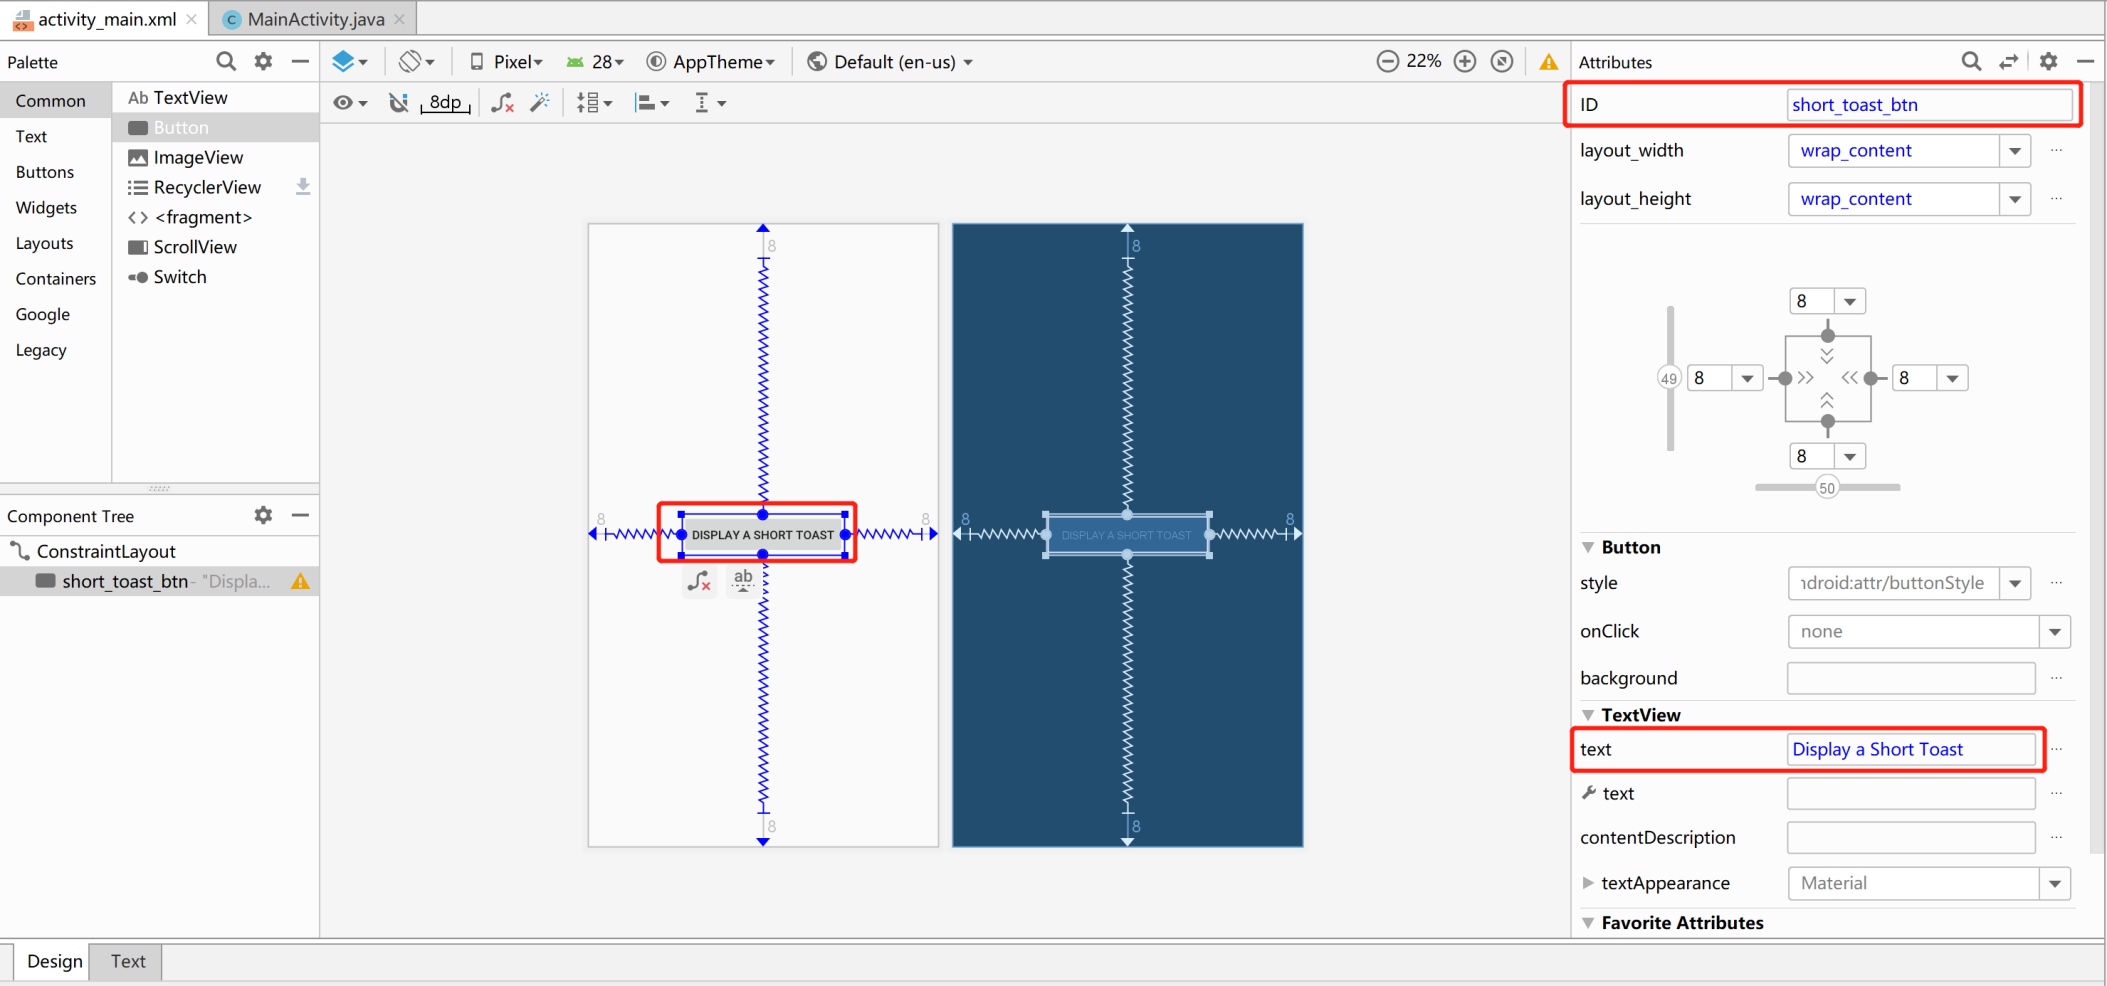 activity_main.xml
MainActivity.java
Palette
Common
Text
Buttons
Widgets
Layouts
Containers
Google
Legacy
Ab TextView
Button
ImageView
RecyclerView
<fragment>
ScrollView
Switch
Component Tree
ConstraintLayout
short_toast_btn - "Displa...
Pixel
28
AppTheme
Default (en-us)
22%
8dp
8
8
8
8
DISPLAY A SHORT TOAST
ab
8
8
8
8
DISPLAY A SHORT TOAST
Attributes
ID short_toast_btn
layout_width wrap_content ...
layout_height wrap_content ...
8
49 8 8
8
50
Button
style ndroid:attr/buttonStyle ...
onClick none
background ...
TextView
text Display a Short Toast ...
text ...
contentDescription ...
textAppearance Material
Favorite Attributes
Design Text